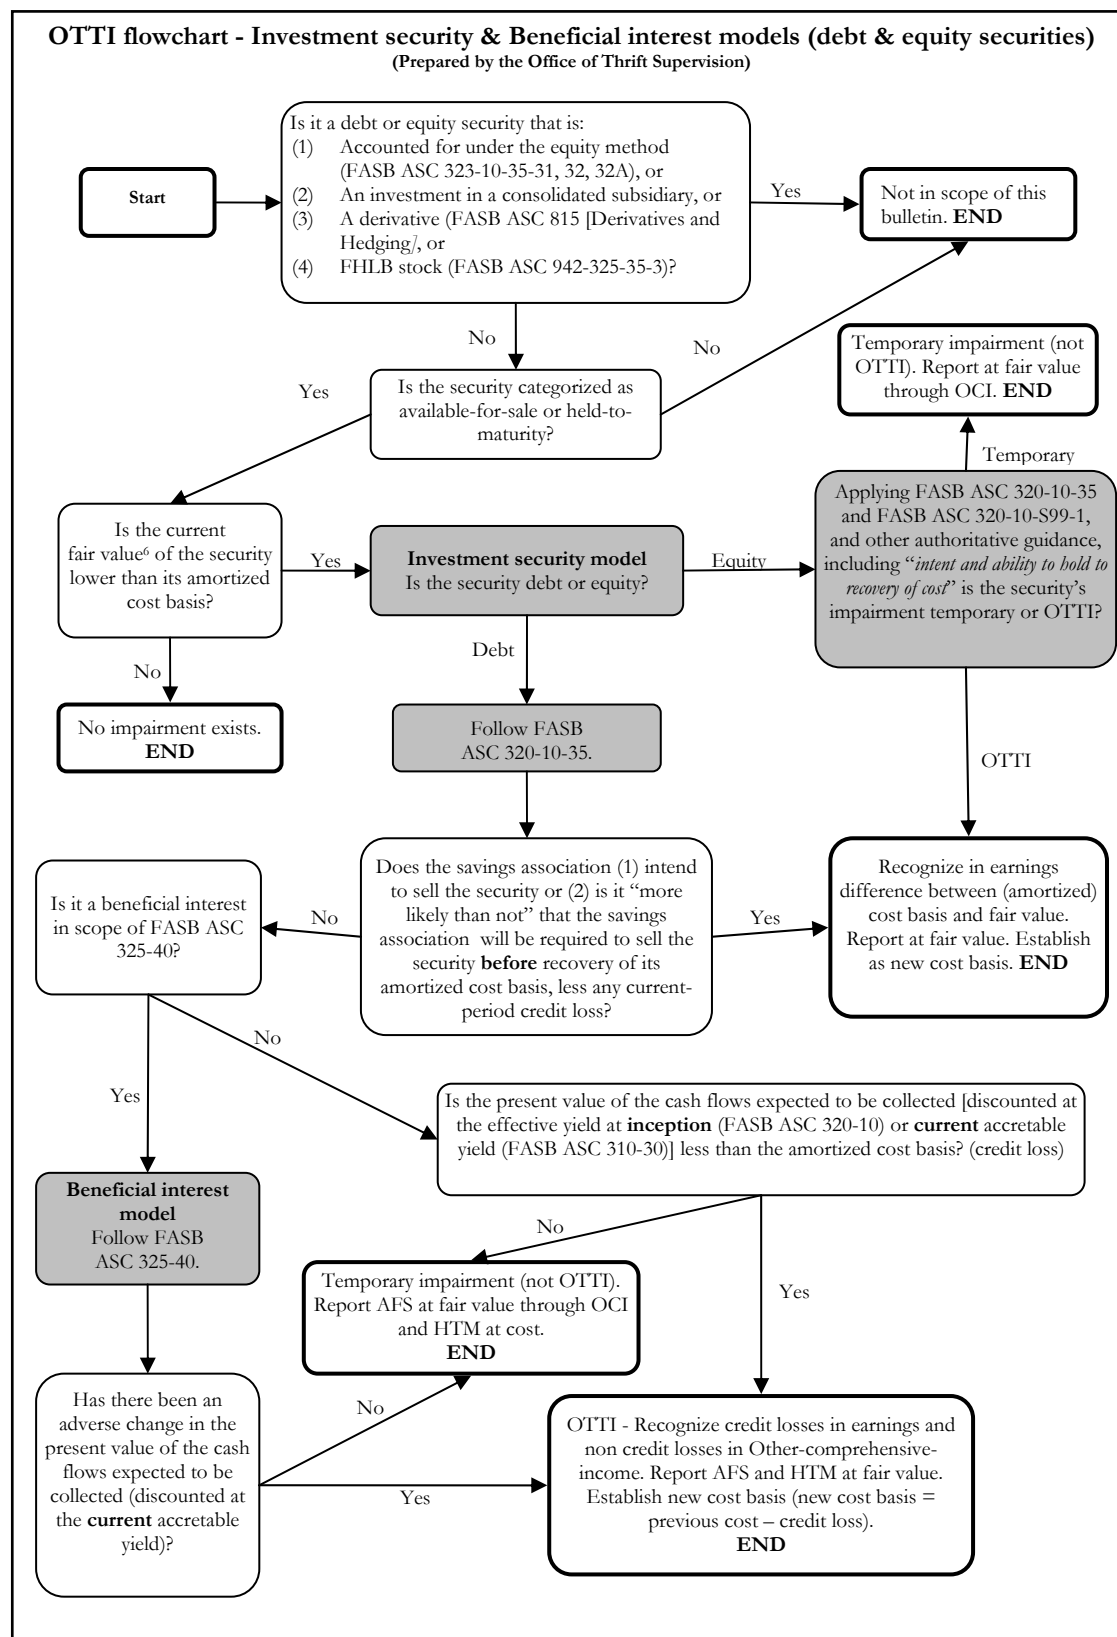 OTTI flowchart - Investment security & Beneficial interest models (debt & equity securities)
(Prepared by the Office of Thrift Supervision)
Is it a debt or equity security that is:
(1) Accounted for under the equity method
(FASB ASC 323-10-35-31, 32, 32A), or
(2) An investment in a consolidated subsidiary, or
(3) A derivative (FASB ASC 815 [Derivatives and
Hedging], or
(4) FHLB stock (FASB ASC 942-325-35-3)?
Start
Yes
Not in scope of this
bulletin. END
No
No
Temporary impairment (not
OTTI). Report at fair value
through OCI. END
Yes
Is the security categorized as
available-for-sale or held-to-
maturity?
Temporary
Is the current
fair value⁶ of the security
lower than its amortized
cost basis?
Yes
Investment security model
Is the security debt or equity?
Equity
Applying FASB ASC 320-10-35
and FASB ASC 320-10-S99-1,
and other authoritative guidance,
including “intent and ability to hold to
recovery of cost” is the security’s
impairment temporary or OTTI?
No
Debt
No impairment exists.
END
Follow FASB
ASC 320-10-35.
OTTI
Is it a beneficial interest
in scope of FASB ASC
325-40?
No
Does the savings association (1) intend
to sell the security or (2) is it “more
likely than not” that the savings
association will be required to sell the
security before recovery of its
amortized cost basis, less any current-
period credit loss?
Yes
Recognize in earnings
difference between (amortized)
cost basis and fair value.
Report at fair value. Establish
as new cost basis. END
No
Yes
Is the present value of the cash flows expected to be collected [discounted at
the effective yield at inception (FASB ASC 320-10) or current accretable
yield (FASB ASC 310-30)] less than the amortized cost basis? (credit loss)
Beneficial interest
model
Follow FASB
ASC 325-40.
No
Yes
Temporary impairment (not OTTI).
Report AFS at fair value through OCI
and HTM at cost.
END
Has there been an
adverse change in the
present value of the cash
flows expected to be
collected (discounted at
the current accretable
yield)?
No
Yes
OTTI - Recognize credit losses in earnings and
non credit losses in Other-comprehensive-
income. Report AFS and HTM at fair value.
Establish new cost basis (new cost basis =
previous cost – credit loss).
END